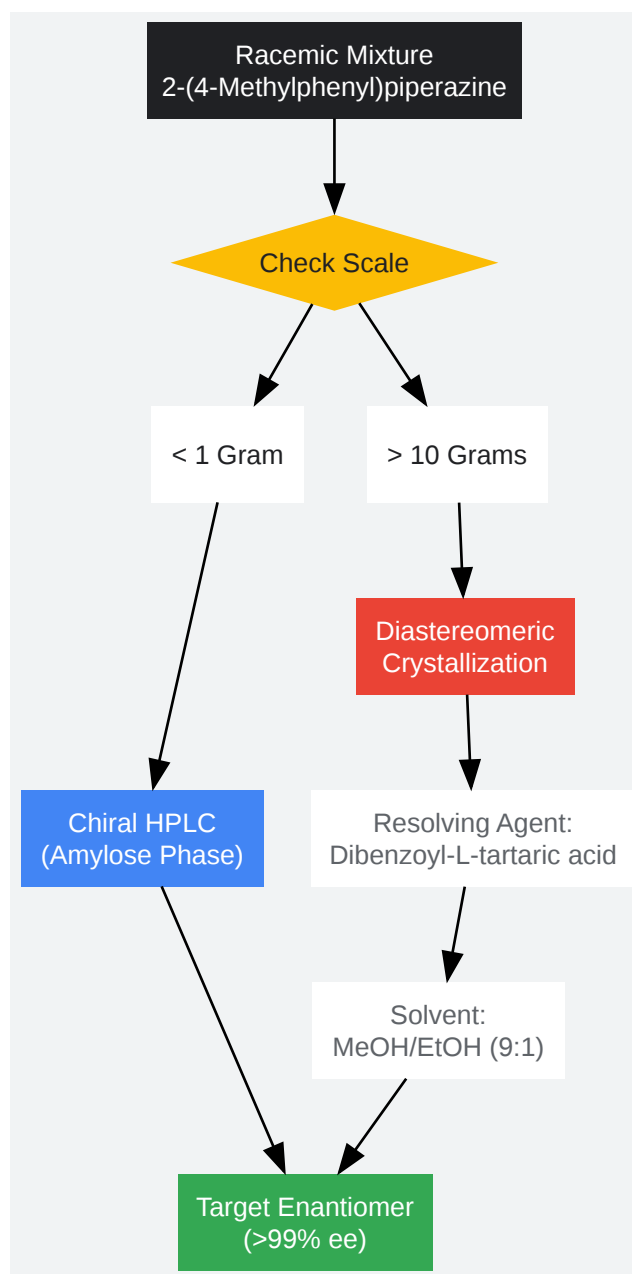 Racemic Mixture
2-(4-Methylphenyl)piperazine
Check Scale
< 1 Gram
> 10 Grams
Diastereomeric
Crystallization
Chiral HPLC
(Amylose Phase)
Resolving Agent:
Dibenzoyl-L-tartaric acid
Solvent:
MeOH/EtOH (9:1)
Target Enantiomer
(>99% ee)